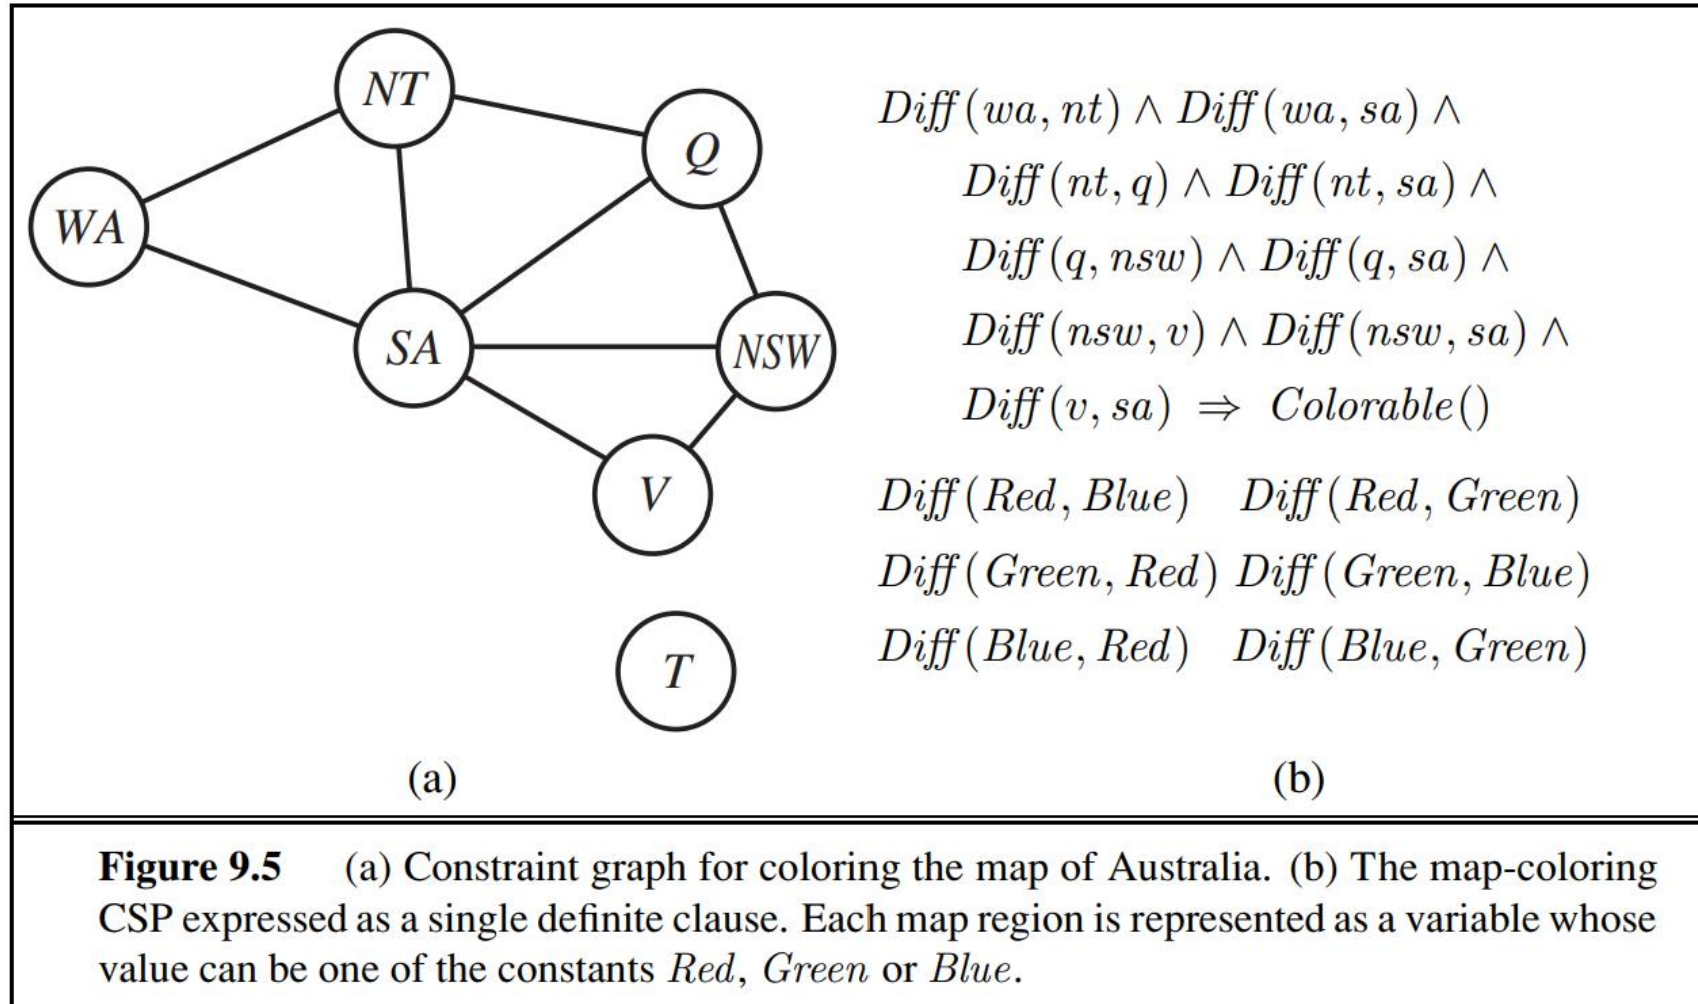 NT
Q
WA
SA
NSW
V
T
(a)
Diff(wa, nt) ∧ Diff(wa, sa) ∧
Diff(nt, q) ∧ Diff(nt, sa) ∧
Diff(q, nsw) ∧ Diff(q, sa) ∧
Diff(nsw, v) ∧ Diff(nsw, sa) ∧
Diff(v, sa) ⇒ Colorable()
Diff(Red, Blue) Diff(Red, Green)
Diff(Green, Red) Diff(Green, Blue)
Diff(Blue, Red) Diff(Blue, Green)
(b)
Figure 9.5 (a) Constraint graph for coloring the map of Australia. (b) The map-coloring
CSP expressed as a single definite clause. Each map region is represented as a variable whose
value can be one of the constants Red, Green or Blue.